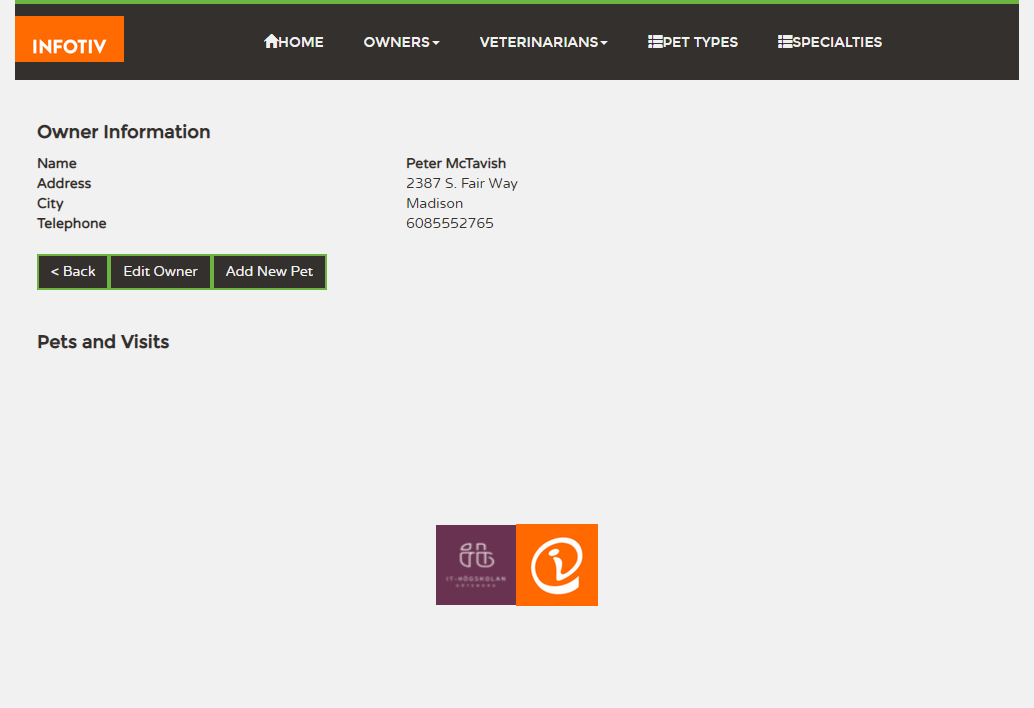 INFOTIV
HOME OWNERS VETERINARIANS PET TYPES SPECIALTIES
Owner Information
Name Peter McTavish
Address 2387 S. Fair Way
City Madison
Telephone 6085552765
< Back Edit Owner Add New Pet
Pets and Visits
IT-HÖGSKOLAN
GÖTEBORG